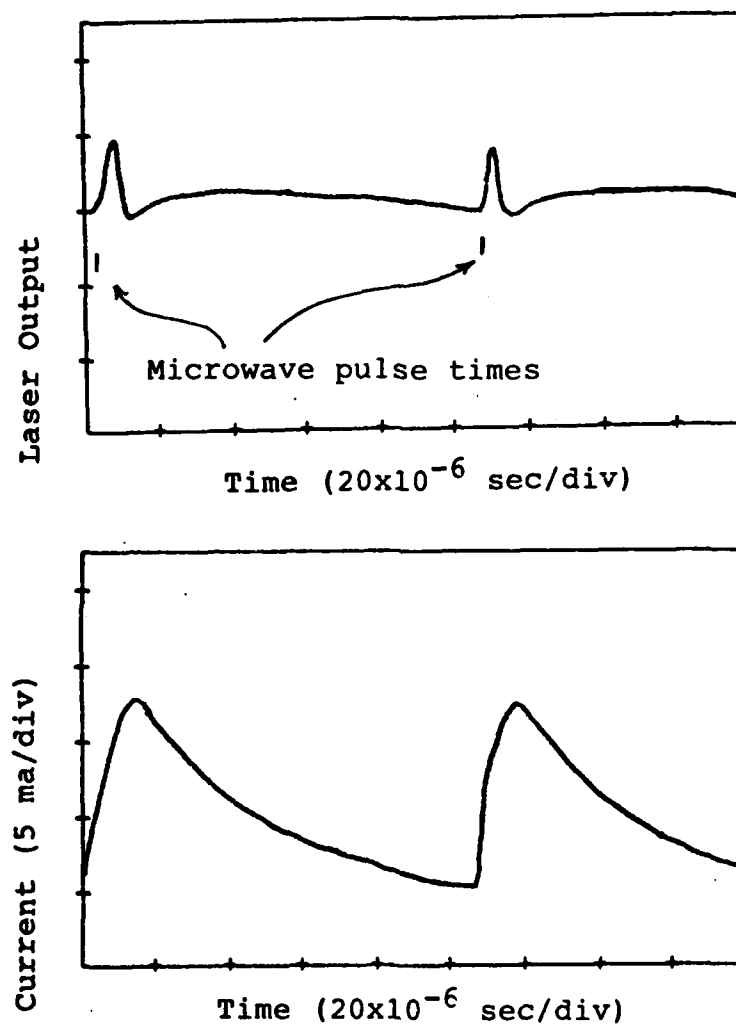 Laser Output
Microwave pulse times
Time (20x10⁻⁶ sec/div)
Current (5 ma/div)
Time (20x10⁻⁶ sec/div)